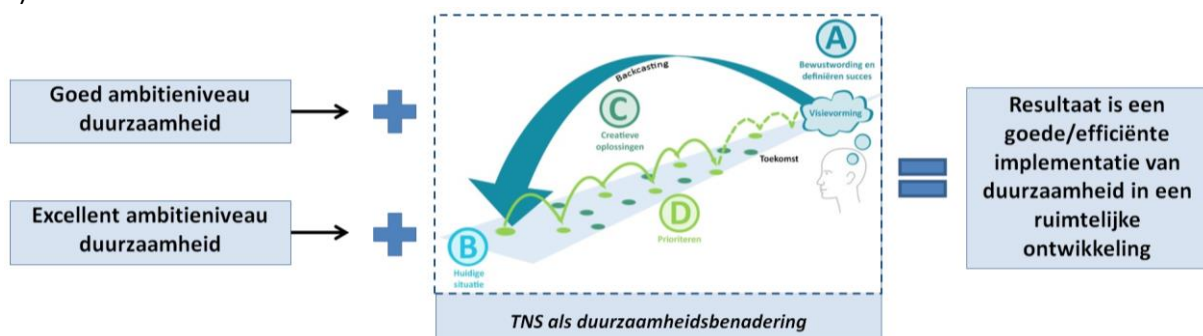 Goed ambitieniveau
duurzaamheid
Excellent ambitieniveau
duurzaamheid
A
Bewustwording en
definiëren succes
Backcasting
Visievorming
C
Creatieve
oplossingen
Toekomst
D
Prioriteren
B
Huidige
situatie
TNS als duurzaamheidsbenadering
Resultaat is een
goede/efficiënte
implementatie van
duurzaamheid in een
ruimtelijke
ontwikkeling